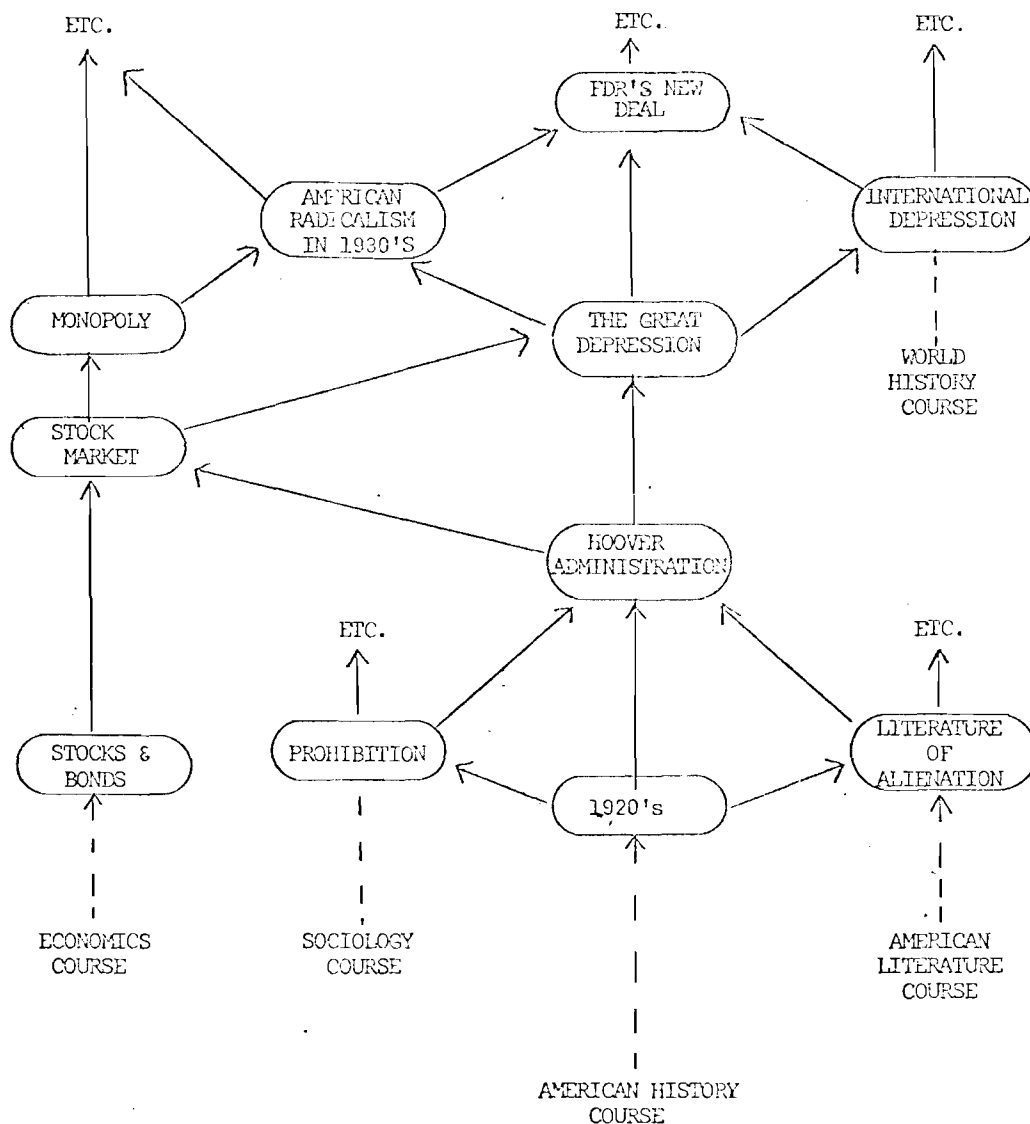 ETC.
ETC.
ETC.
FDR'S NEW
DEAL
AMERICAN
RADICALISM
IN 1930'S
INTERNATIONAL
DEPRESSION
MONOPOLY
THE GREAT
DEPRESSION
WORLD
HISTORY
COURSE
STOCK
MARKET
HOOVER
ADMINISTRATION
ETC.
ETC.
STOCKS &
BONDS
PROHIBITION
LITERATURE
OF
ALIENATION
1920's
ECONOMICS
COURSE
SOCIOLOGY
COURSE
AMERICAN
LITERATURE
COURSE
AMERICAN HISTORY
COURSE